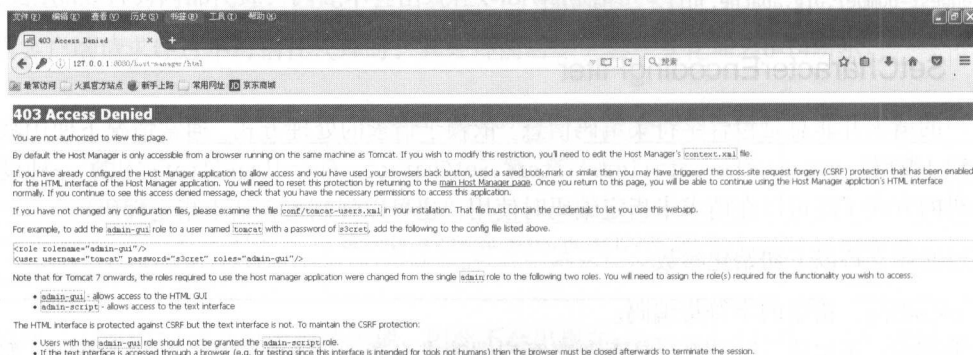 文件(F) 编辑(E) 查看(V) 历史(S) 书签(B) 工具(T) 帮助(H)
403 Access Denied × +
127.0.0.1:8080/host-manager/html 搜索
最常访问 火狐官方站点 新手上路 常用网址 JD 京东商城
403 Access Denied
You are not authorized to view this page.
By default the Host Manager is only accessible from a browser running on the same machine as Tomcat. If you wish to modify this restriction, you'll need to edit the Host Manager's context.xml file.
If you have already configured the Host Manager application to allow access and you have used your browsers back button, used a saved book-mark or similar then you may have triggered the cross-site request forgery (CSRF) protection that has been enabled
for the HTML interface of the Host Manager application. You will need to reset this protection by returning to the main Host Manager page. Once you return to this page, you will be able to continue using the Host Manager appliction's HTML interface
normally. If you continue to see this access denied message, check that you have the necessary permissions to access this application.
If you have not changed any configuration files, please examine the file conf/tomcat-users.xml in your installation. That file must contain the credentials to let you use this webapp.
For example, to add the admin-gui role to a user named tomcat with a password of s3cret, add the following to the config file listed above.
<role rolename="admin-gui"/>
<user username="tomcat" password="s3cret" roles="admin-gui"/>
Note that for Tomcat 7 onwards, the roles required to use the host manager application were changed from the single admin role to the following two roles. You will need to assign the role(s) required for the functionality you wish to access.
• admin-gui - allows access to the HTML GUI
• admin-script - allows access to the text interface
The HTML interface is protected against CSRF but the text interface is not. To maintain the CSRF protection:
• Users with the admin-gui role should not be granted the admin-script role.
• If the text interface is accessed through a browser (e.g. for testing since this interface is intended for tools not humans) then the browser must be closed afterwards to terminate the session.